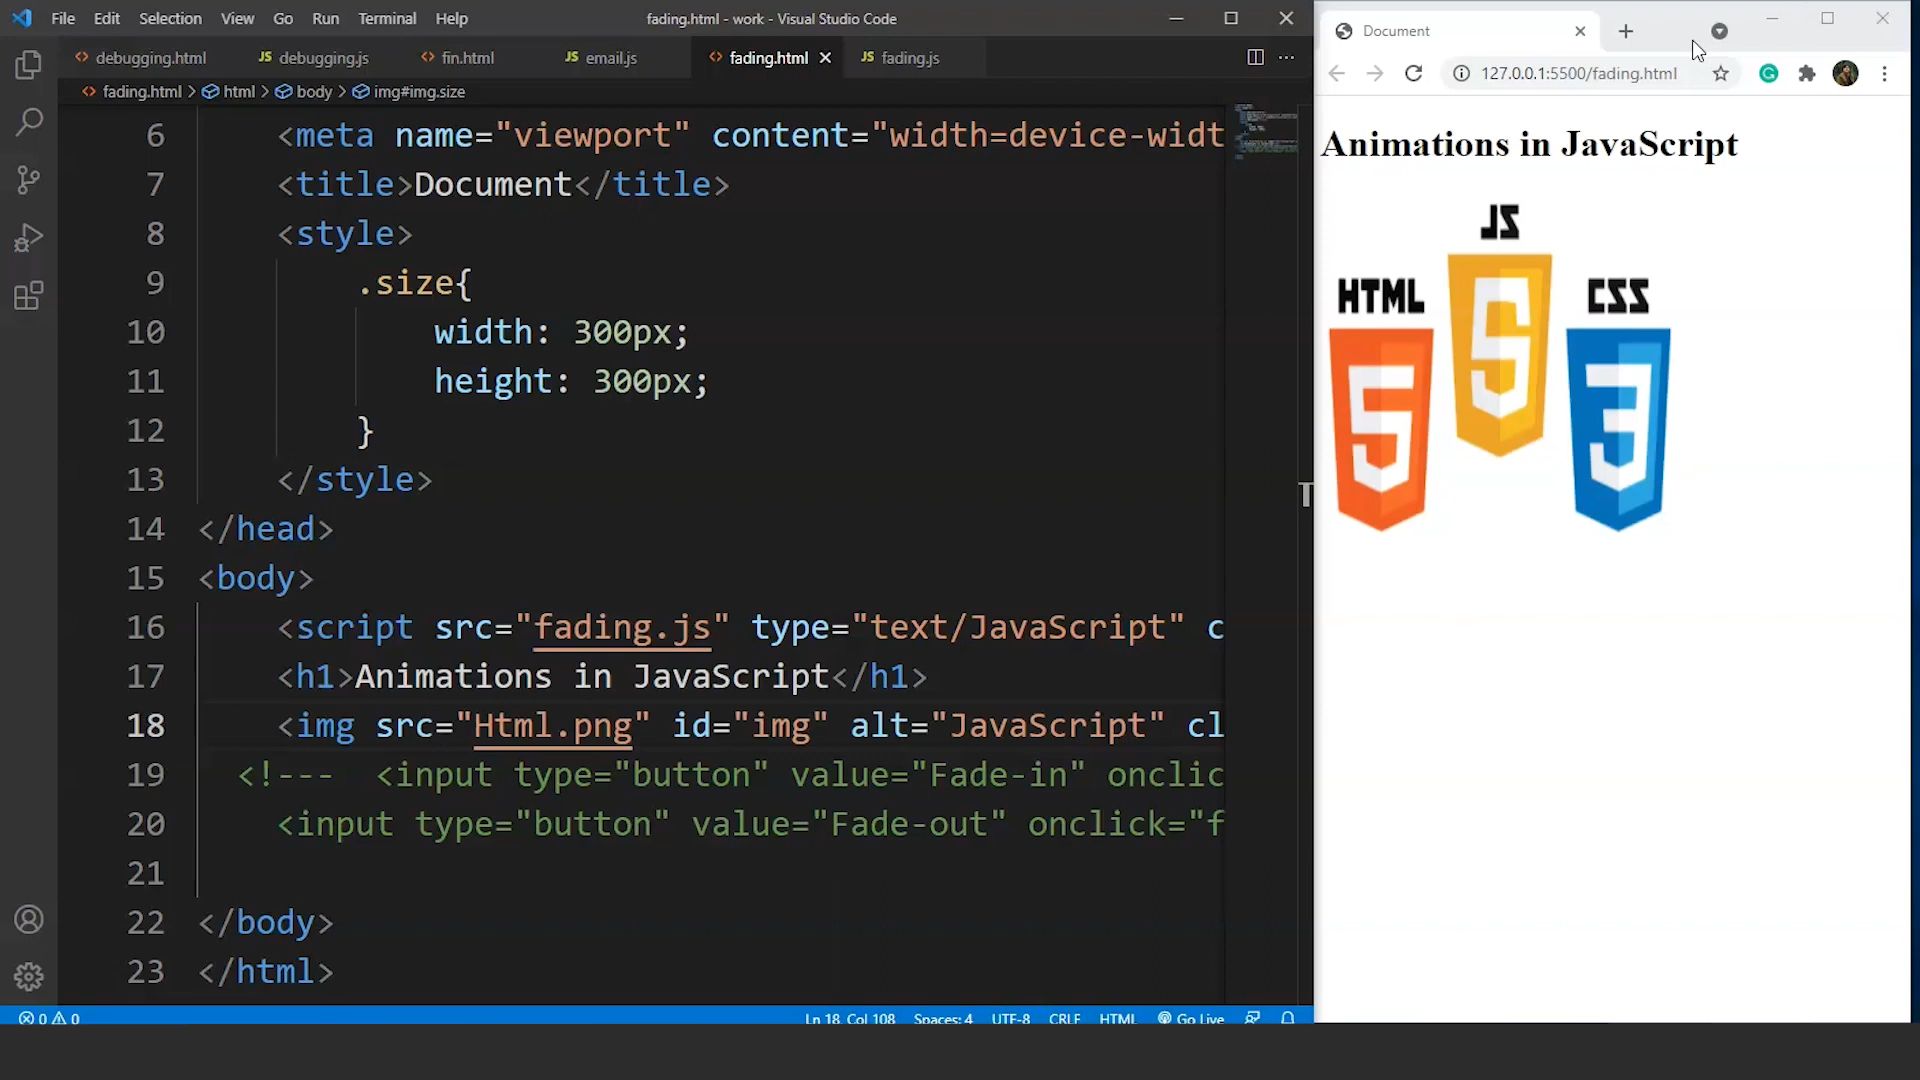 File Edit Selection View Go Run Terminal Help
fading.html - work - Visual Studio Code
debugging.html JS debugging.js fin.html JS email.js fading.html JS fading.js
fading.html > html > body > img#img.size
6 <meta name="viewport" content="width=device-widt
7 <title>Document</title>
8 <style>
9 .size{
10 width: 300px;
11 height: 300px;
12 }
13 </style>
14 </head>
15 <body>
16 <script src="fading.js" type="text/JavaScript" c
17 <h1>Animations in JavaScript</h1>
18 <img src="Html.png" id="img" alt="JavaScript" cl
19 <!--- <input type="button" value="Fade-in" onclic
20 <input type="button" value="Fade-out" onclick="f
21
22 </body>
23 </html>
0 0 Ln 18, Col 108 Spaces: 4 UTF-8 CRLF HTML Go Live
T
Document
127.0.0.1:5500/fading.html
Animations in JavaScript
JS
HTML CSS
5 5 3